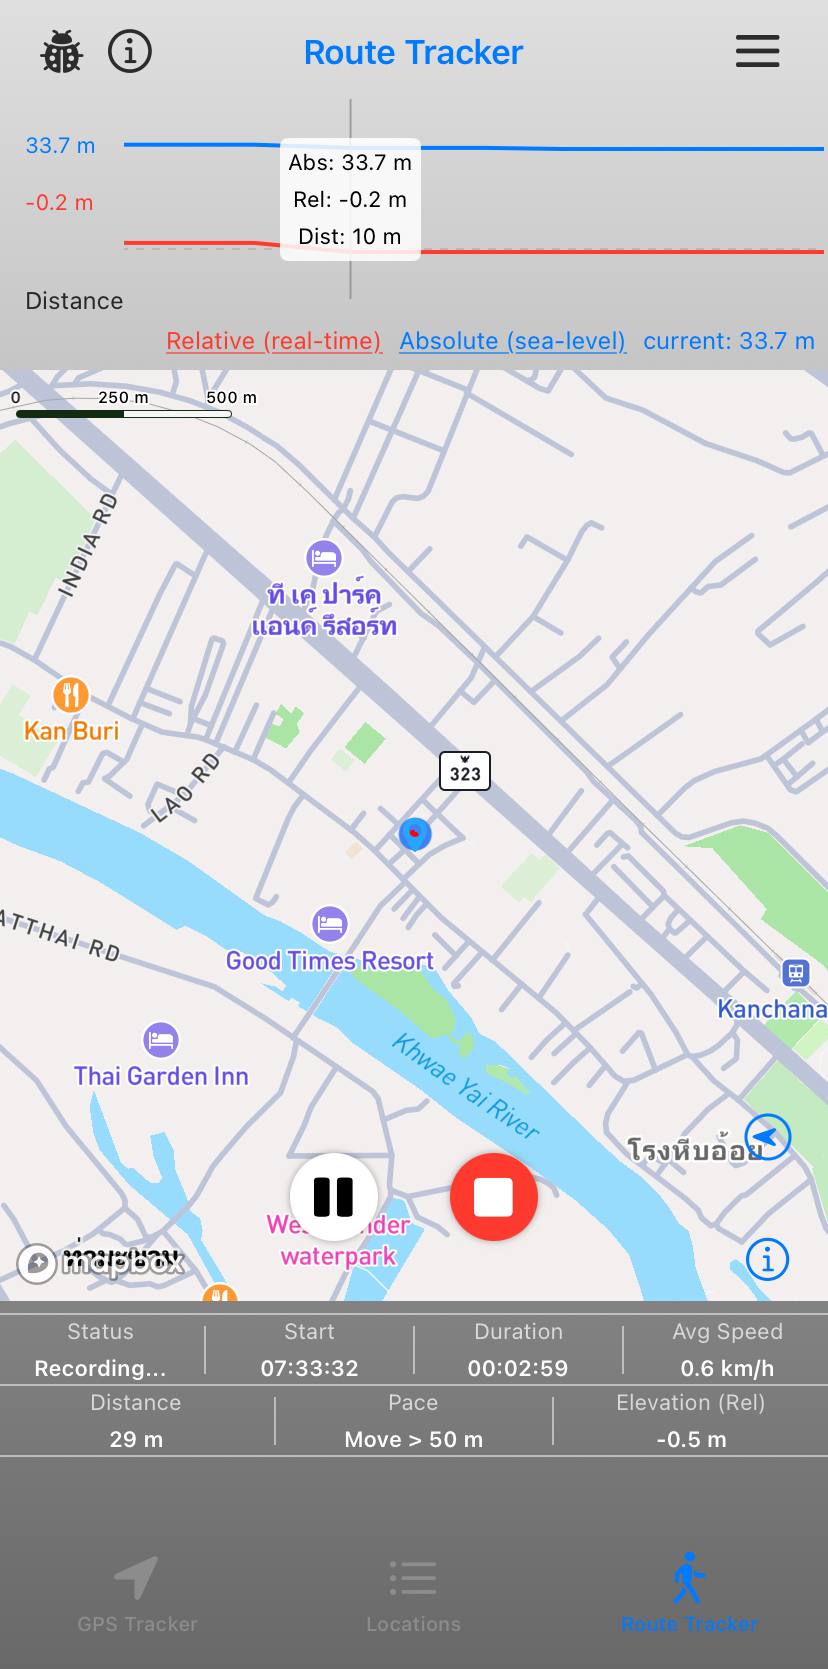 Route Tracker
33.7 m
-0.2 m
Abs: 33.7 m
Rel: -0.2 m
Dist: 10 m
Distance
Relative (real-time) Absolute (sea-level) current: 33.7 m
0 250 m 500 m
INDIA RD
ที เค ปาร์ค
แอนด์ รีสอร์ท
Kan Buri
LAO RD
323
ATTHAI RD
Good Times Resort
Kanchana
Thai Garden Inn
Khwae Yai River
โรงหีบอ้อย
waterpark
mapbox
Status Start Duration Avg Speed
Recording... 07:33:32 00:02:59 0.6 km/h
Distance Pace Elevation (Rel)
29 m Move > 50 m -0.5 m
GPS Tracker Locations Route Tracker